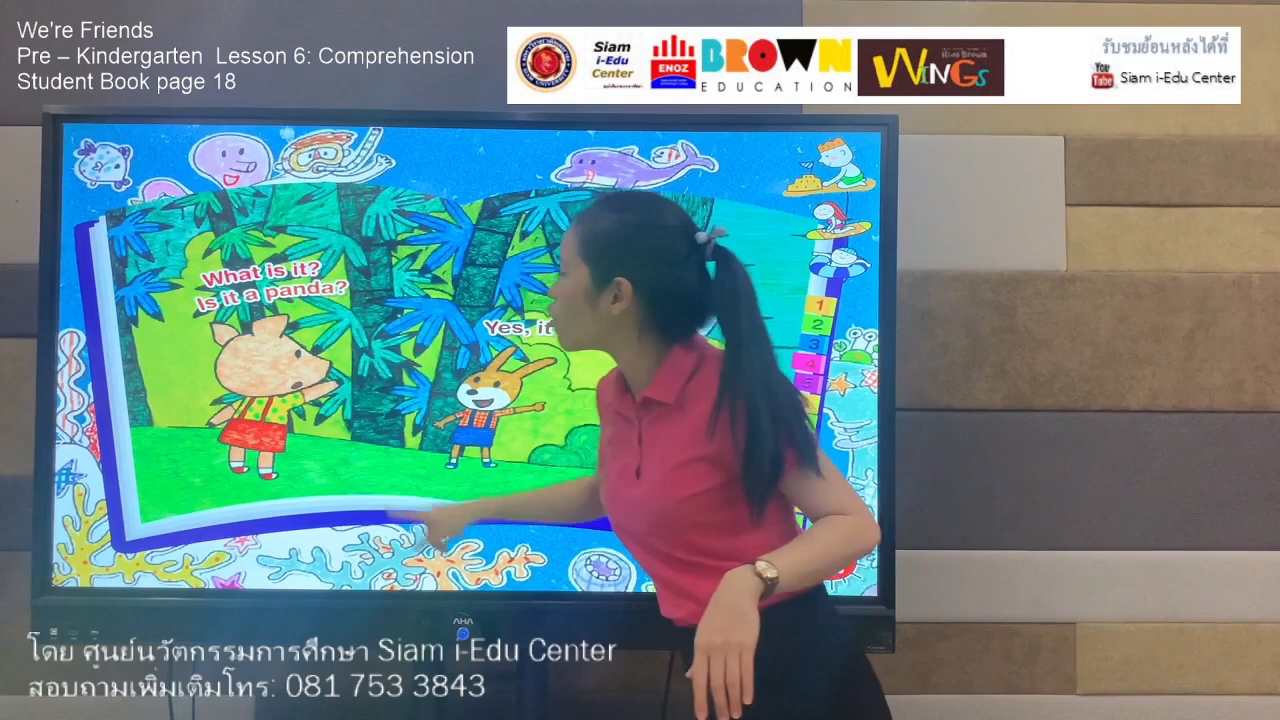 We're Friends
Pre – Kindergarten Lesson 6: Comprehension
Student Book page 18
Siam
i-Edu
Center
ENOZ
BROWN
EDUCATION
WINGS
รับชมย้อนหลังได้ที่
You
Tube
Siam i-Edu Center
What is it?
Is it a panda?
Yes, it
1
2
3
4
5
AHA
โดย ศูนย์นวัตกรรมการศึกษา Siam i-Edu Center
สอบถามเพิ่มเติมโทร: 081 753 3843